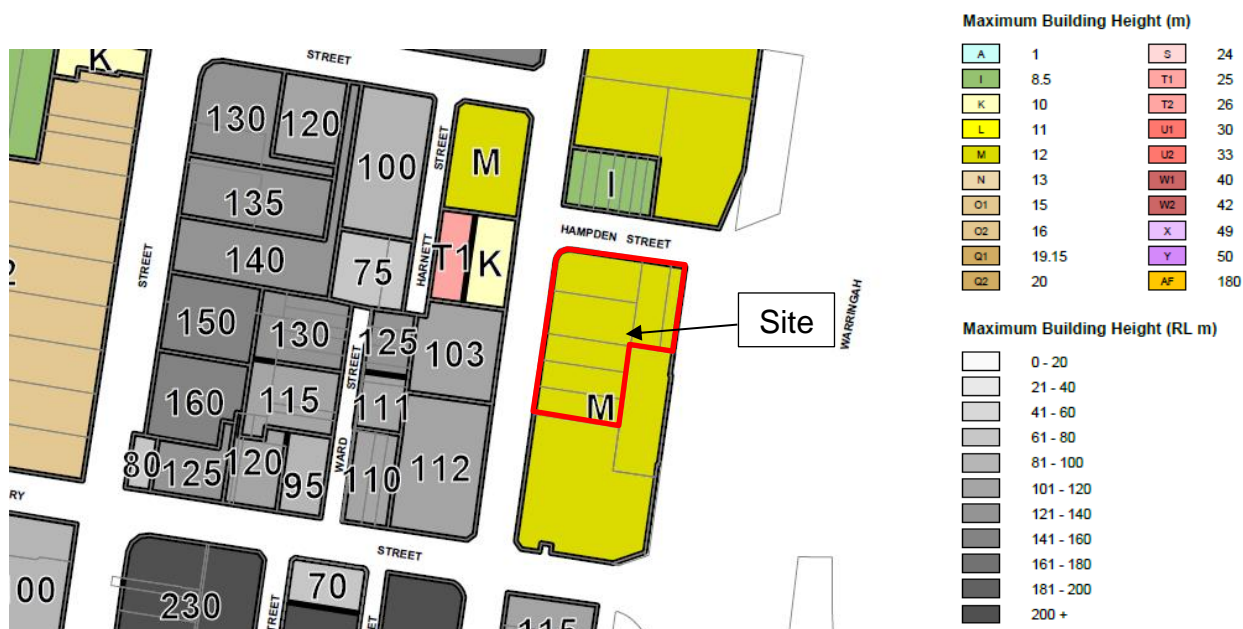 K
STREET
130
120
100
STREET
M
I
135
HAMPDEN STREET
T1
K
140
75
HARNETT
2
STREET
150
130
125
103
Site
WARRINGAH
STREET
160
115
111
M
80
125
120
95
WARD
110
112
RY
STREET
00
230
STREET
70
STREET
115
Maximum Building Height (m)
A 1
I 8.5
K 10
L 11
M 12
N 13
O1 15
O2 16
Q1 19.15
Q2 20
S 24
T1 25
T2 26
U1 30
U2 33
W1 40
W2 42
X 49
Y 50
AF 180
Maximum Building Height (RL m)
0 - 20
21 - 40
41 - 60
61 - 80
81 - 100
101 - 120
121 - 140
141 - 160
161 - 180
181 - 200
200 +